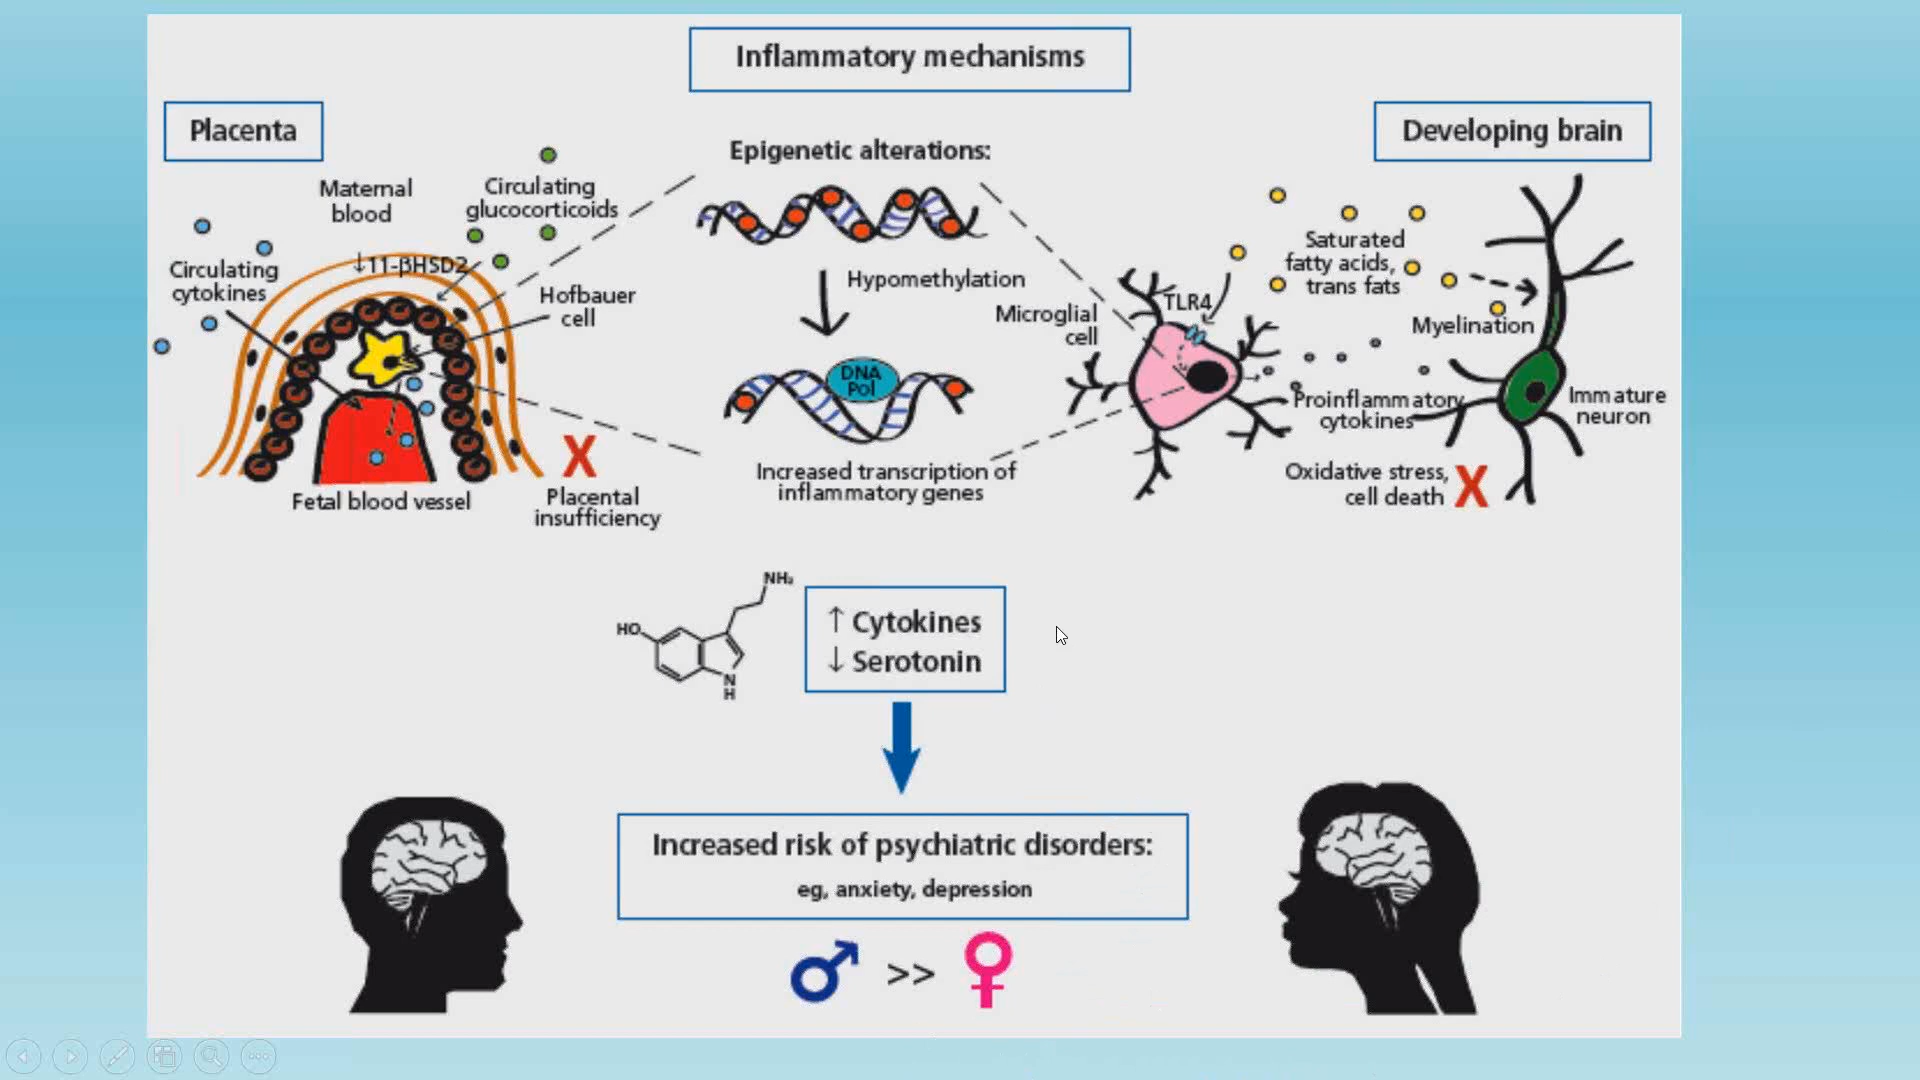 Inflammatory mechanisms
Placenta
Developing brain
Epigenetic alterations:
Maternal
blood
Circulating
glucocorticoids
Circulating
cytokines
↓11-βHSD2
Hofbauer
cell
Hypomethylation
DNA
Pol
Increased transcription of
inflammatory genes
Fetal blood vessel
X
Placental
insufficiency
Microglial
cell
TLR4
Saturated
fatty acids,
trans fats
Myelination
Proinflammatory
cytokines
Immature
neuron
Oxidative stress,
cell death
X
NH₂
HO
N
H
↑ Cytokines
↓ Serotonin
Increased risk of psychiatric disorders:
eg, anxiety, depression
♂ >> ♀